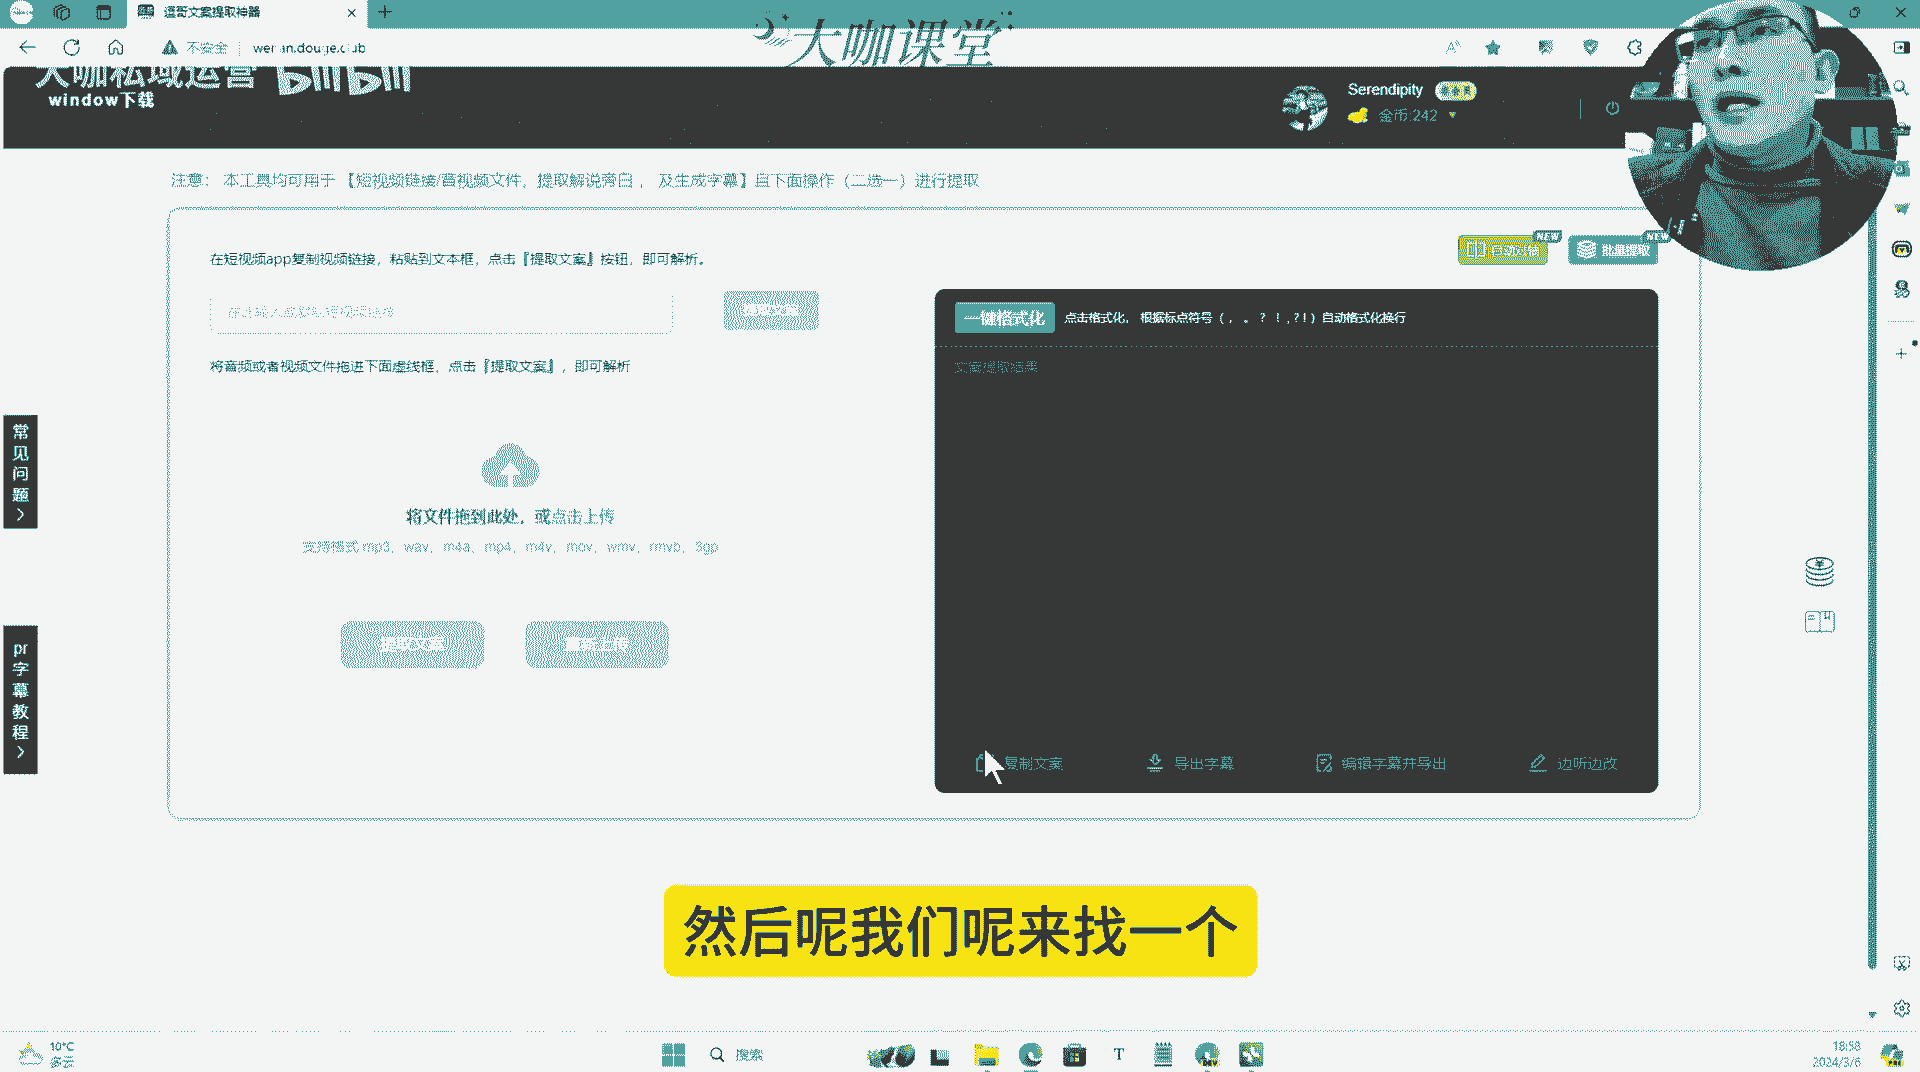 逗哥文案提取神器
不安全
大咖课堂
大咖私域运营
bilibili
window下载
Serendipity
金币:242
注意： 本工具均可用于 【短视频链接/音视频文件，提取解说旁白 ， 及生成字幕】且下面操作（二选一）进行提取
在短视频app复制视频链接，粘贴到文本框，点击『提取文案』按钮，即可解析。
NEW
批量提取
NEW
提取文案
一键格式化
点击格式化， 根据标点符号（ ， 。 ？ ！ , ? ! ）自动格式化换行
将音频或者视频文件拖进下面虚线框，点击『提取文案』，即可解析
文案提取结果
常见问题 >
将文件拖到此处，或点击上传
支持格式 mp3、wav、m4a、mp4、m4v、mov、wmv、rmvb、3gp
提取文案
重新上传
pr字幕教程 >
复制文案
导出字幕
编辑字幕并导出
边听边改
然后呢我们呢来找一个
10°C
多云
搜索
18:58
2024/3/6